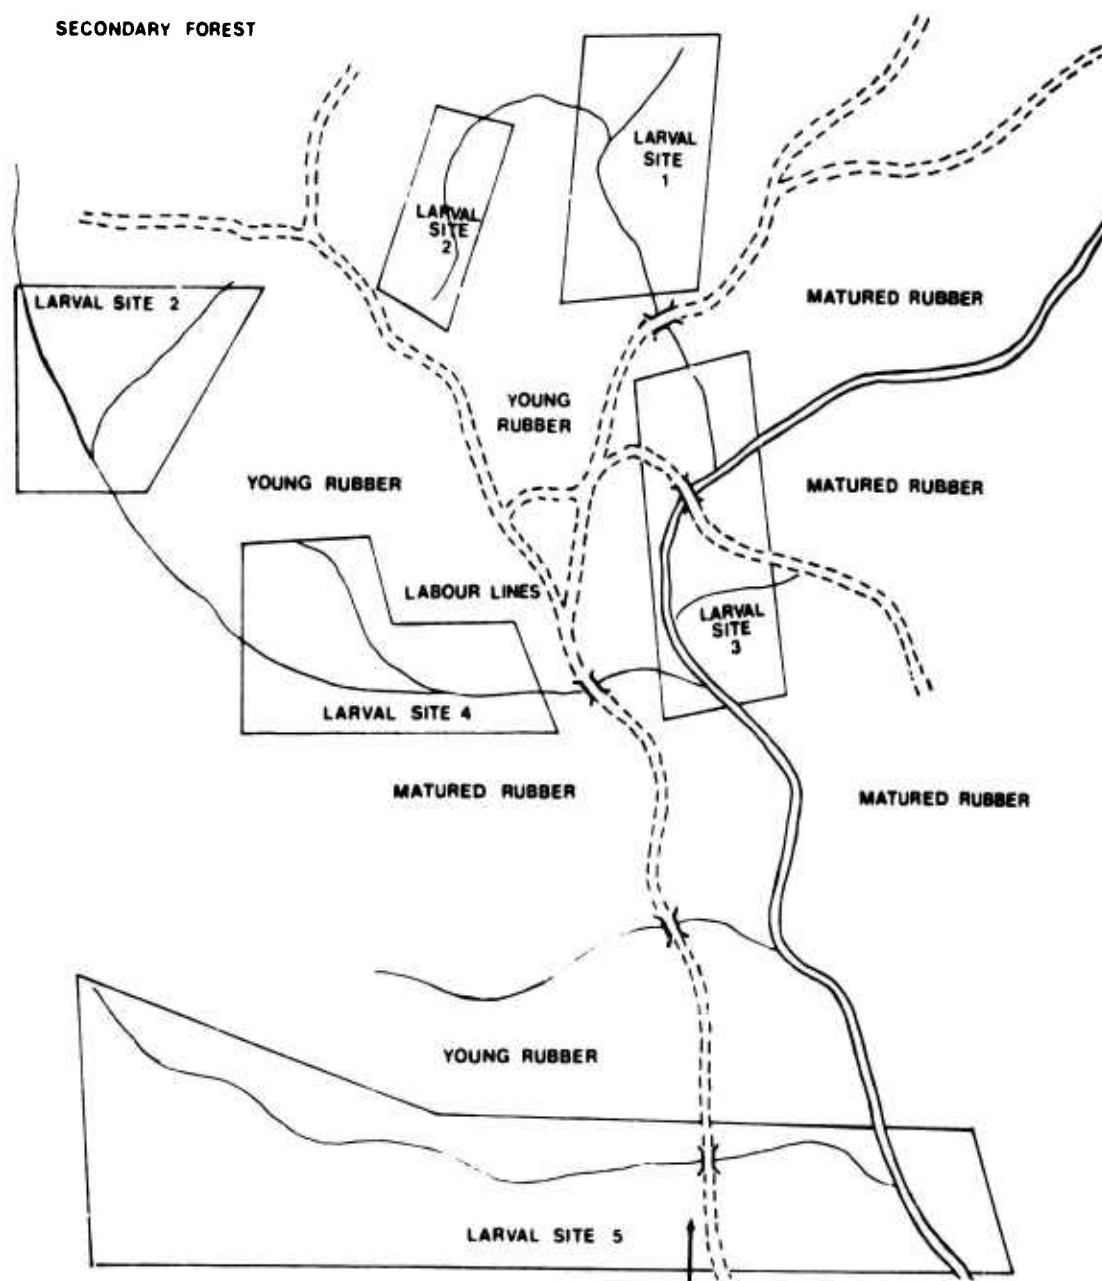 SECONDARY FOREST
LARVAL
SITE
1
LARVAL
SITE
2
LARVAL SITE 2
MATURED RUBBER
YOUNG
RUBBER
YOUNG RUBBER
MATURED RUBBER
LABOUR LINES
LARVAL
SITE
3
LARVAL SITE 4
MATURED RUBBER
MATURED RUBBER
YOUNG RUBBER
LARVAL SITE 5